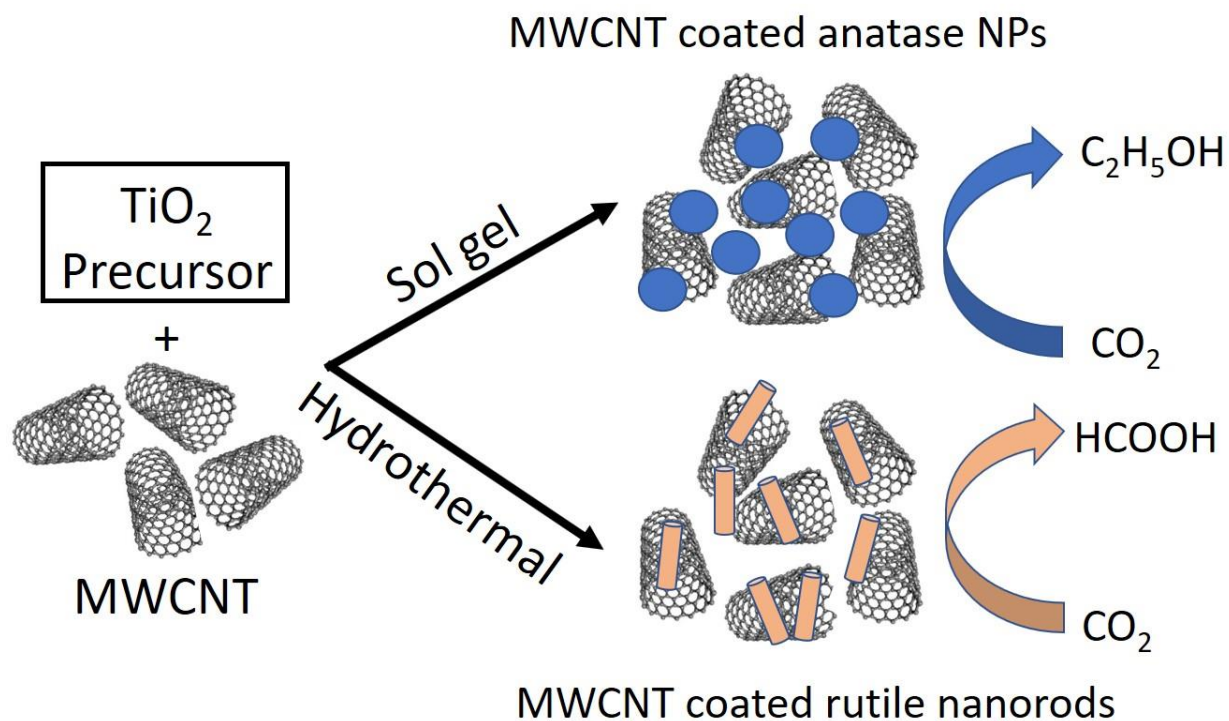 MWCNT coated anatase NPs
TiO₂
Precursor
+
MWCNT
Sol gel
Hydrothermal
C₂H₅OH
CO₂
HCOOH
CO₂
MWCNT coated rutile nanorods